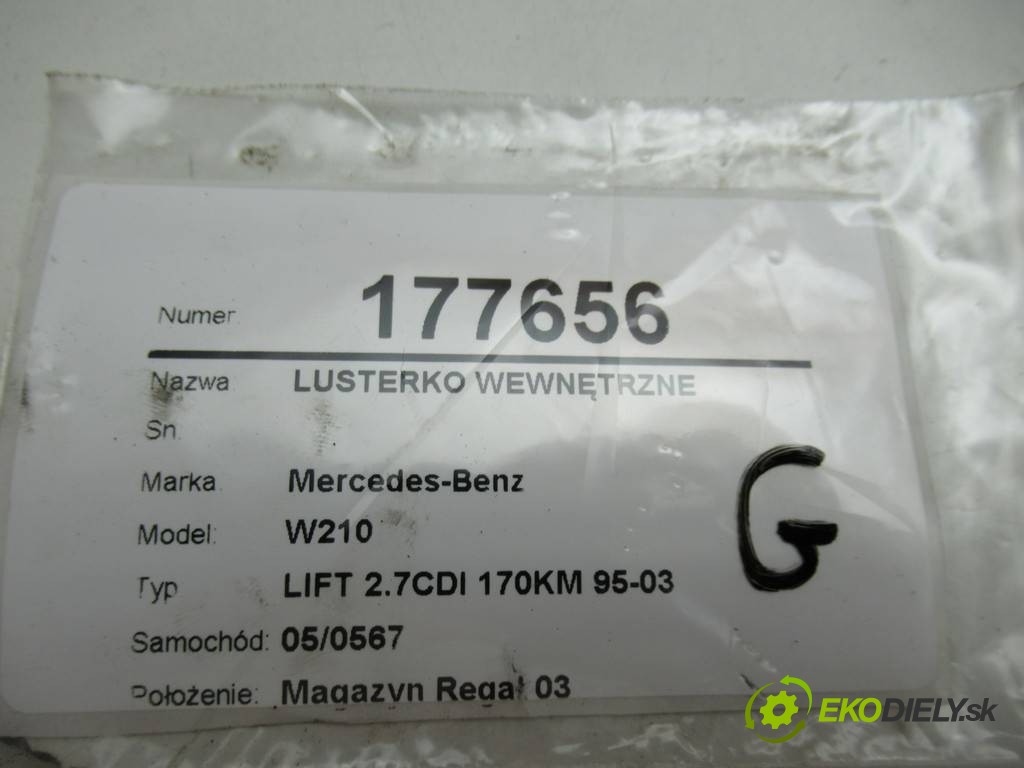 Numer: 177656
Nazwa: LUSTERKO WEWNĘTRZNE
Sn:
Marka: Mercedes-Benz
Model: W210
Typ: LIFT 2.7CDI 170KM 95-03
Samochód: 05/0567
Położenie: Magazyn Regał 03
G
EKODIELY.sk